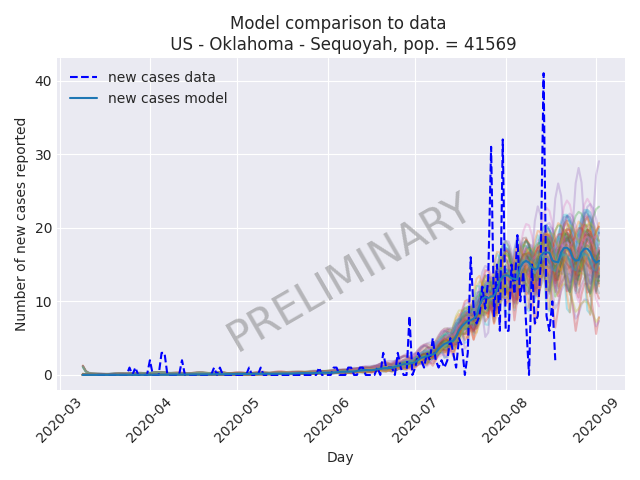 Model comparison to data
US - Oklahoma - Sequoyah, pop. = 41569
new cases data
new cases model
PRELIMINARY
Number of new cases reported
40
30
20
10
0
2020-03
2020-04
2020-05
2020-06
2020-07
2020-08
2020-09
Day